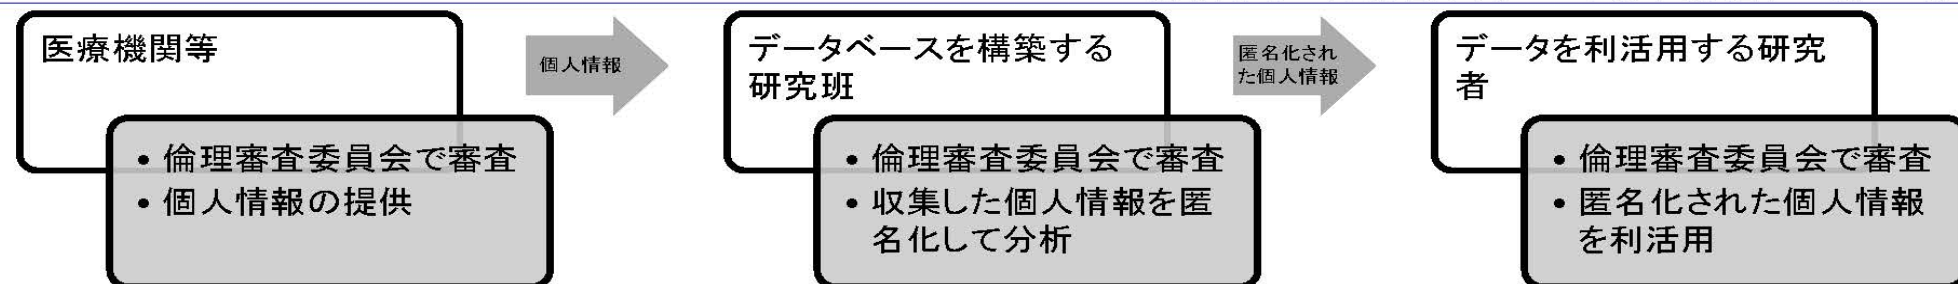 医療機関等
・倫理審査委員会で審査
・個人情報の提供
個人情報
データベースを構築する
研究班
・倫理審査委員会で審査
・収集した個人情報を匿
名化して分析
匿名化され
た個人情報
データを利活用する研究
者
・倫理審査委員会で審査
・匿名化された個人情報
を利活用